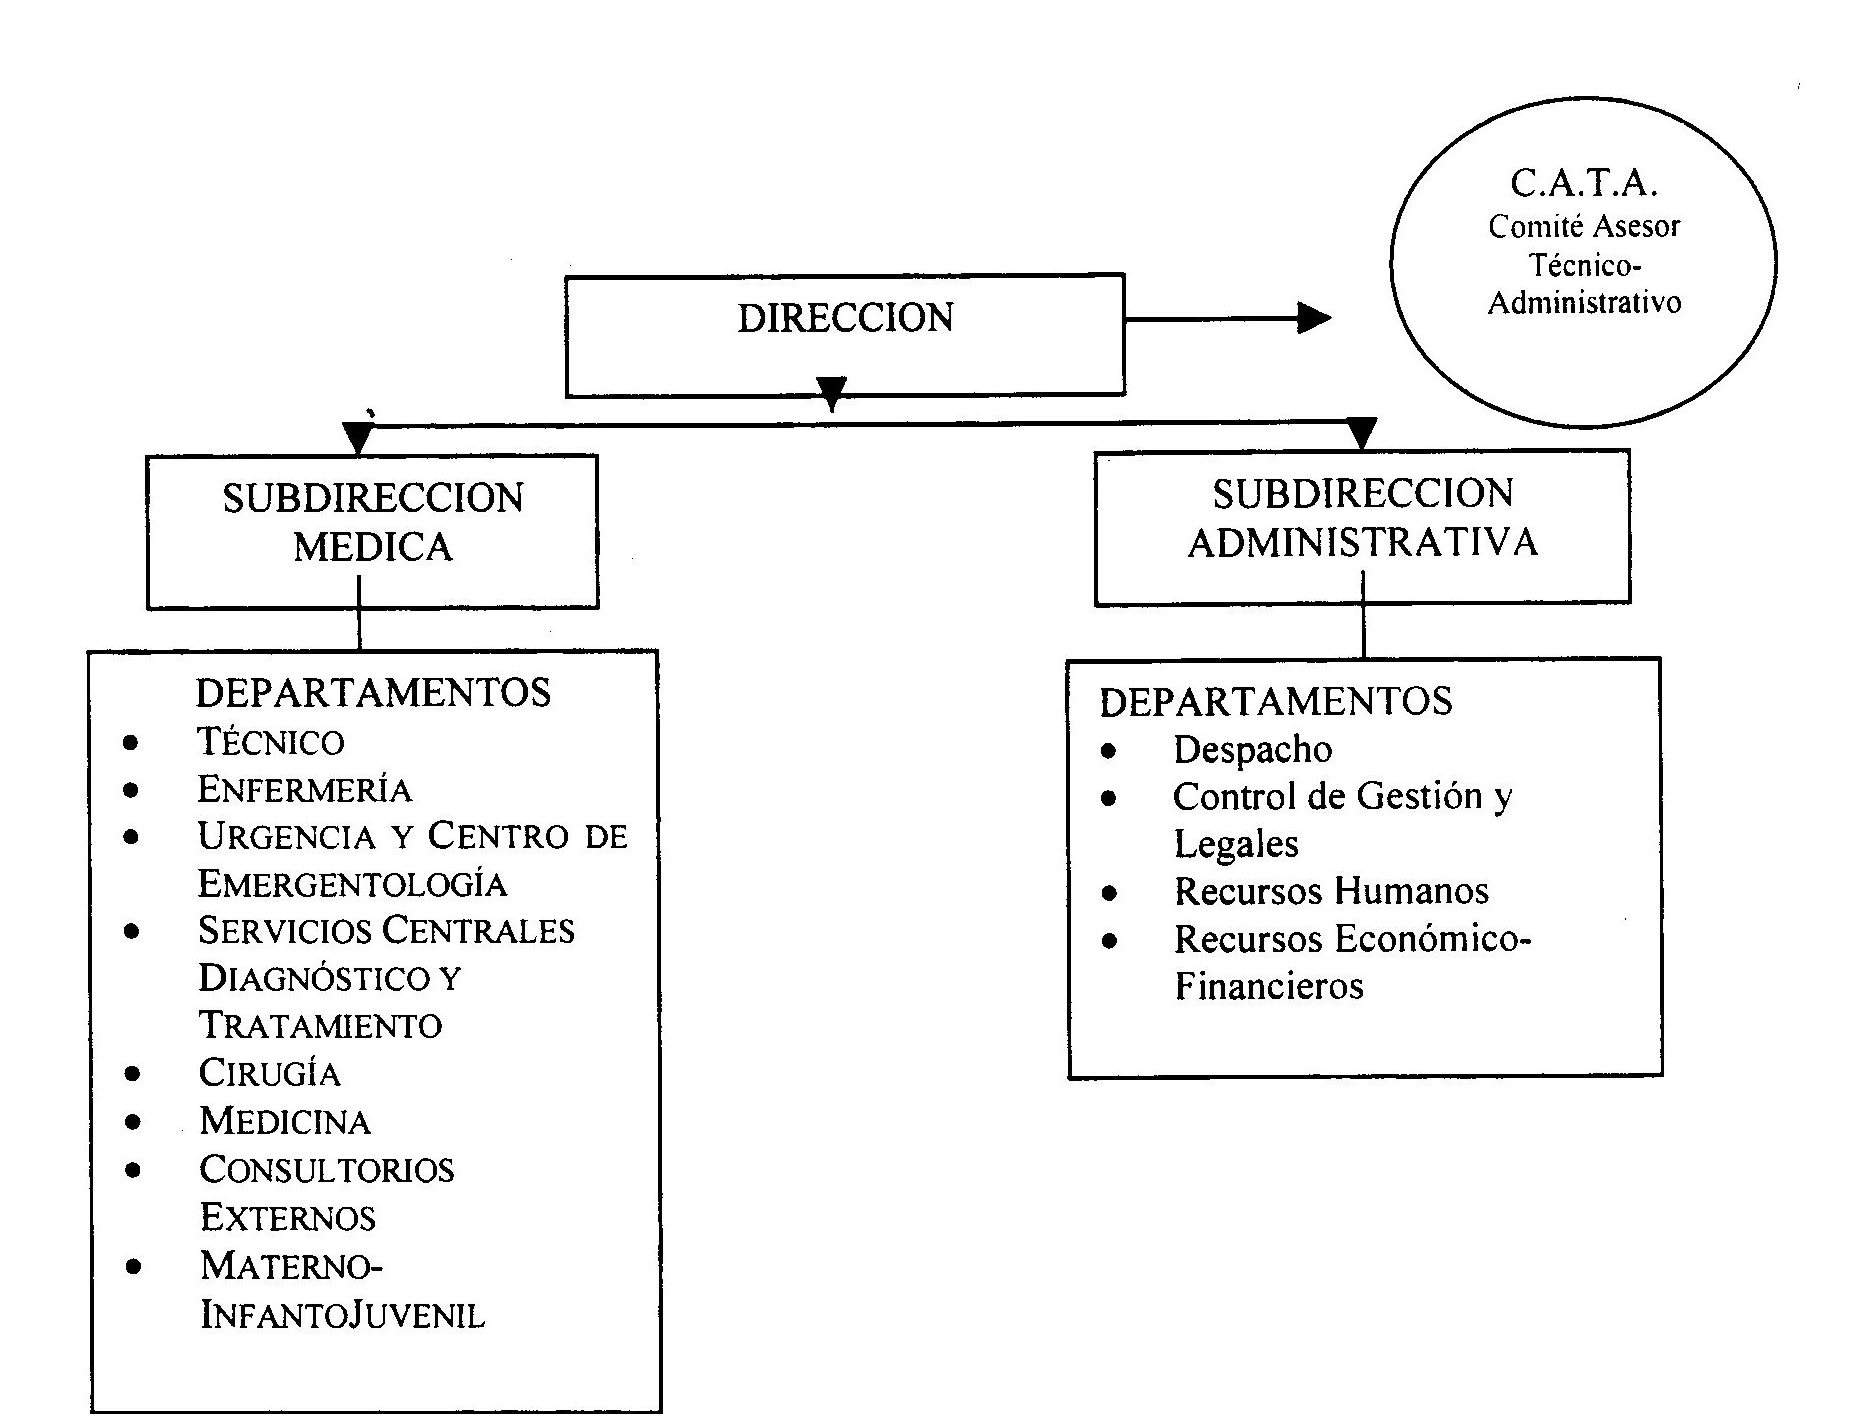 C.A.T.A.
Comité Asesor
Técnico-
Administrativo
DIRECCION
SUBDIRECCION
MEDICA
SUBDIRECCION
ADMINISTRATIVA
DEPARTAMENTOS
• TÉCNICO
• ENFERMERÍA
• URGENCIA Y CENTRO DE
EMERGENTOLOGÍA
• SERVICIOS CENTRALES
DIAGNÓSTICO Y
TRATAMIENTO
• CIRUGÍA
• MEDICINA
• CONSULTORIOS
EXTERNOS
• MATERNO-
INFANTOJUVENIL
DEPARTAMENTOS
• Despacho
• Control de Gestión y
Legales
• Recursos Humanos
• Recursos Económico-
Financieros